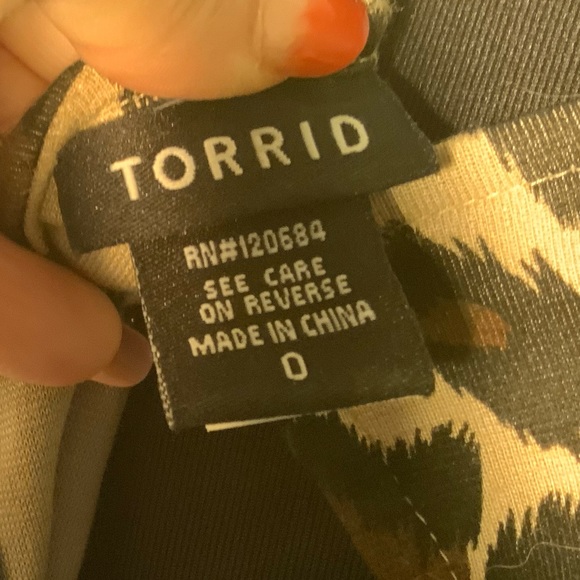 TORRID
RN#120684
SEE CARE
ON REVERSE
MADE IN CHINA
0